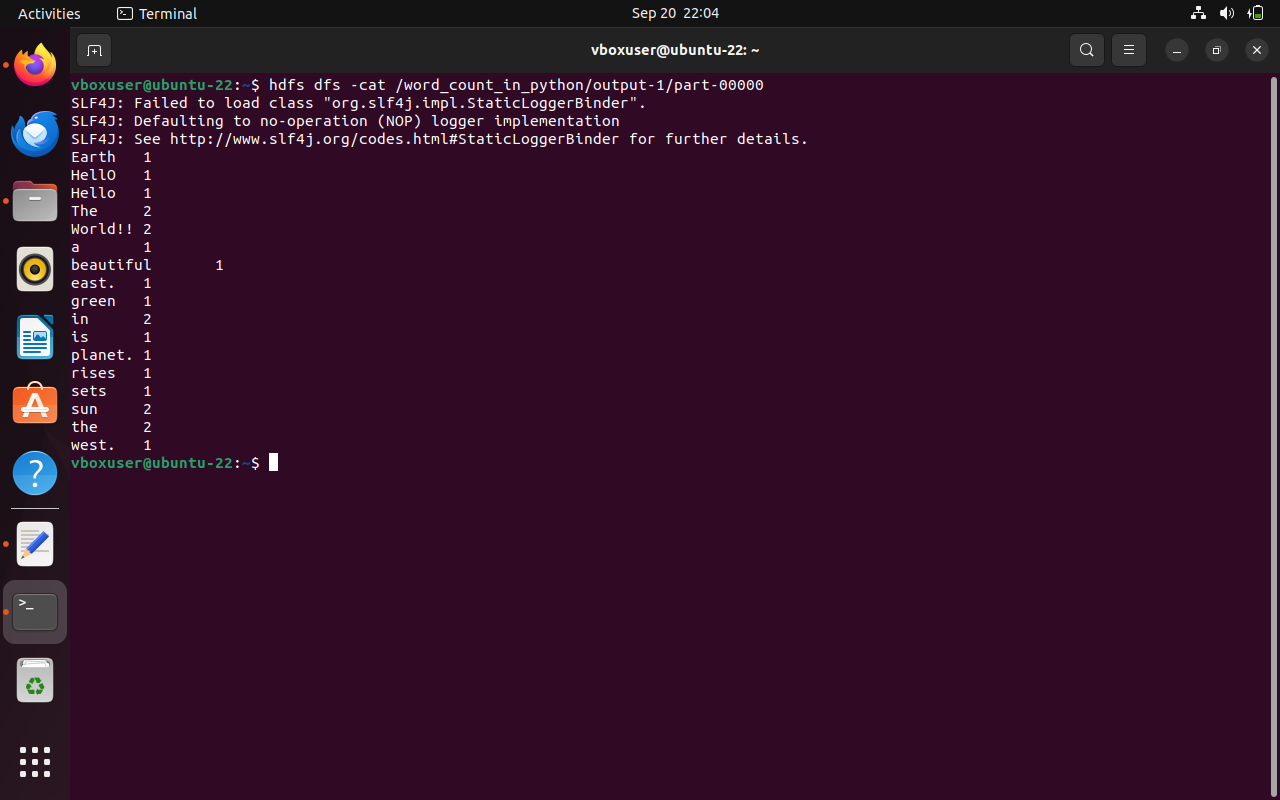 Activities Terminal Sep 20 22:04
vboxuser@ubuntu-22: ~
vboxuser@ubuntu-22:~$ hdfs dfs -cat /word_count_in_python/output-1/part-00000
SLF4J: Failed to load class "org.slf4j.impl.StaticLoggerBinder".
SLF4J: Defaulting to no-operation (NOP) logger implementation
SLF4J: See http://www.slf4j.org/codes.html#StaticLoggerBinder for further details.
Earth 1
HellO 1
Hello 1
The 2
World!! 2
a 1
beautiful 1
east. 1
green 1
in 2
is 1
planet. 1
rises 1
sets 1
sun 2
the 2
west. 1
vboxuser@ubuntu-22:~$